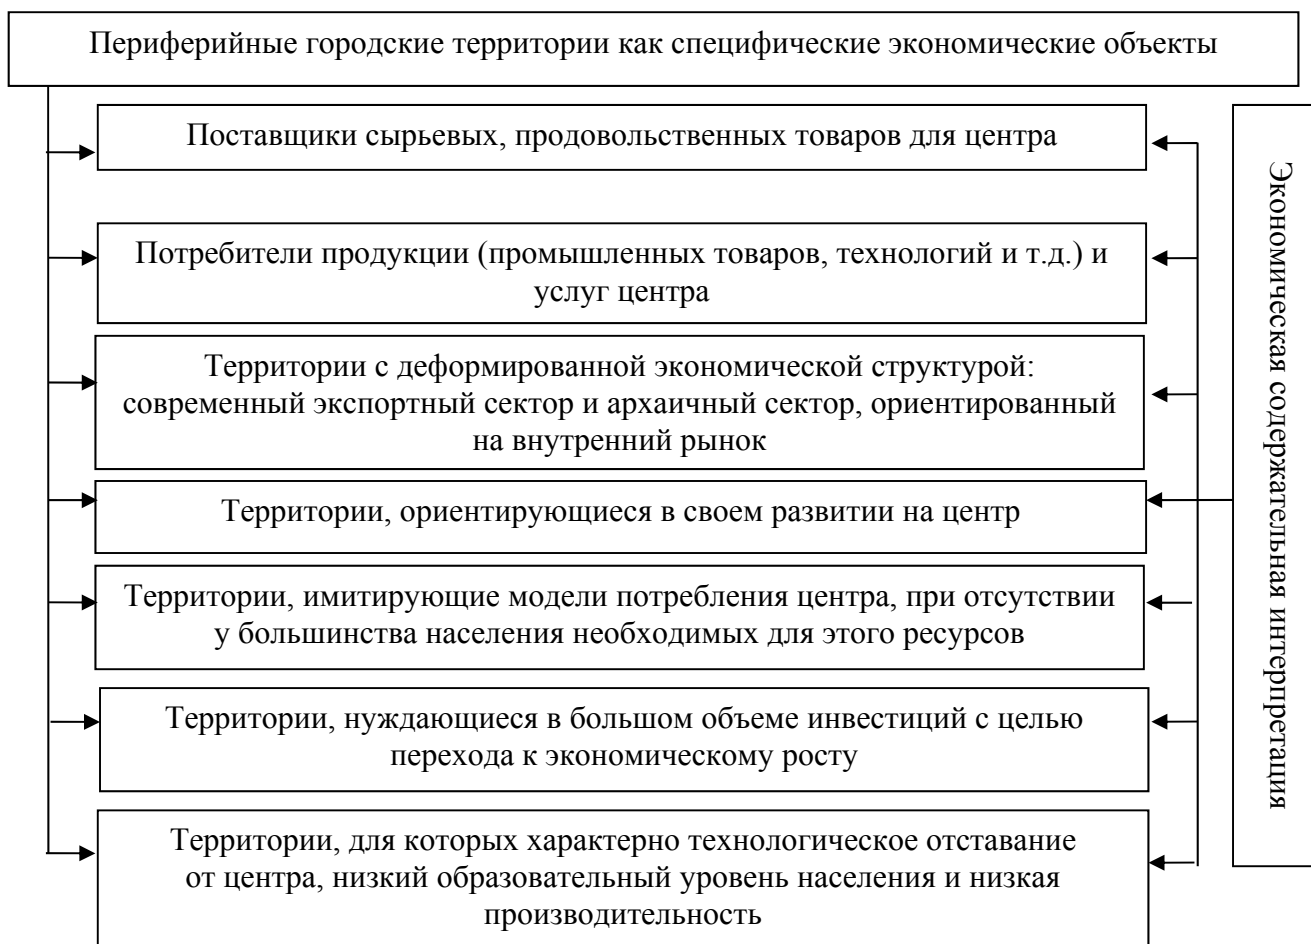 Периферийные городские территории как специфические экономические объекты
Поставщики сырьевых, продовольственных товаров для центра
Потребители продукции (промышленных товаров, технологий и т.д.) и
услуг центра
Территории с деформированной экономической структурой:
современный экспортный сектор и архаичный сектор, ориентированный
на внутренний рынок
Территории, ориентирующиеся в своем развитии на центр
Территории, имитирующие модели потребления центра, при отсутствии
у большинства населения необходимых для этого ресурсов
Территории, нуждающиеся в большом объеме инвестиций с целью
перехода к экономическому росту
Территории, для которых характерно технологическое отставание
от центра, низкий образовательный уровень населения и низкая
производительность
Экономическая содержательная интерпретация